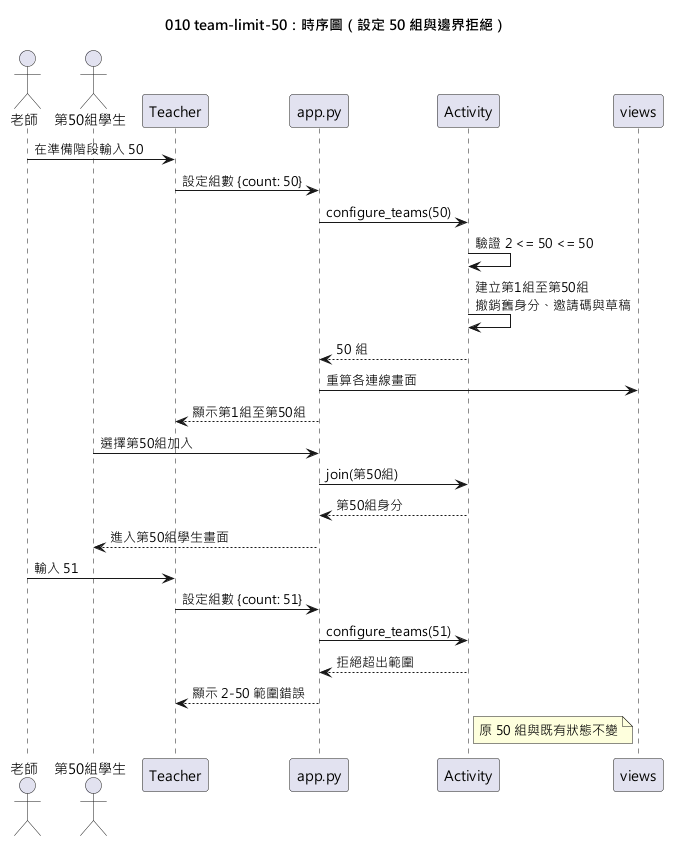 010 team-limit-50：時序圖（設定 50 組與邊界拒絕）
老師
第50組學生
Teacher
app.py
Activity
views
在準備階段輸入 50
設定組數 {count: 50}
configure_teams(50)
驗證 2 <= 50 <= 50
建立第1組至第50組
撤銷舊身分、邀請碼與草稿
50 組
重算各連線畫面
顯示第1組至第50組
選擇第50組加入
join(第50組)
第50組身分
進入第50組學生畫面
輸入 51
設定組數 {count: 51}
configure_teams(51)
拒絕超出範圍
顯示 2-50 範圍錯誤
原 50 組與既有狀態不變
老師
第50組學生
Teacher
app.py
Activity
views